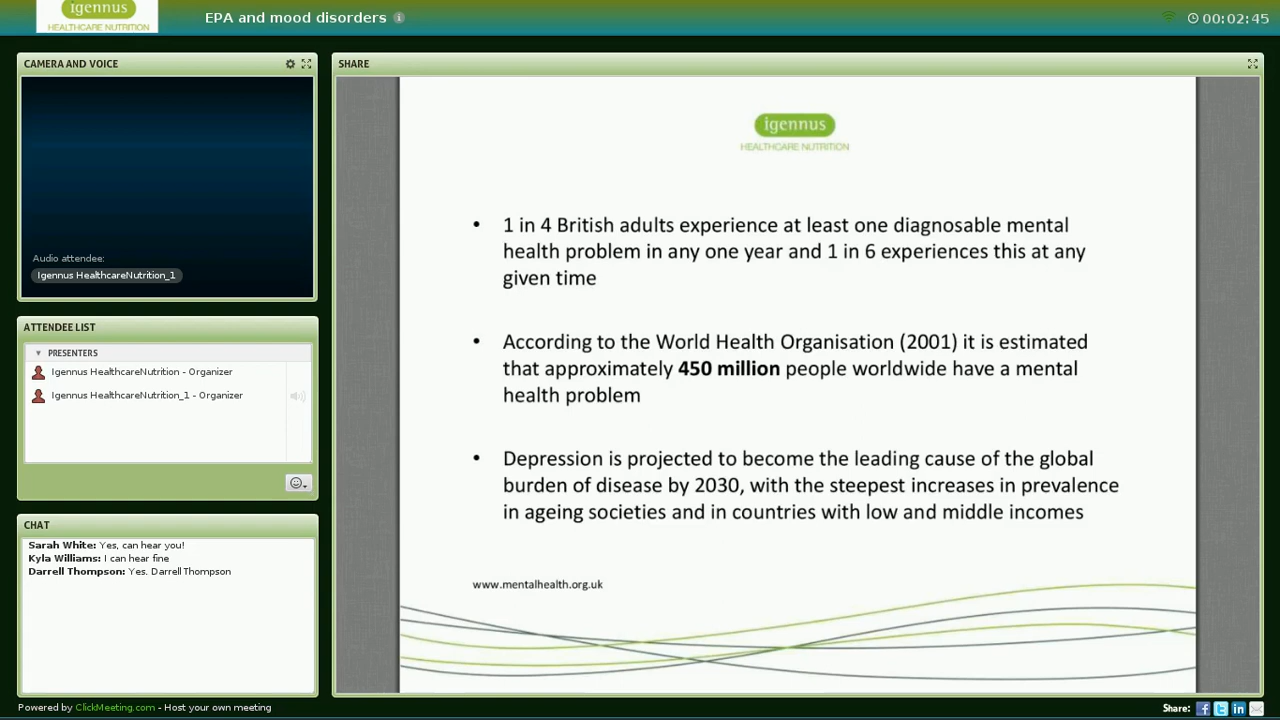 igennus
HEALTHCARE NUTRITION
EPA and mood disorders
00:02:45
CAMERA AND VOICE
Audio attendee:
Igennus HealthcareNutrition_1
ATTENDEE LIST
PRESENTERS
Igennus HealthcareNutrition - Organizer
Igennus HealthcareNutrition_1 - Organizer
CHAT
Sarah White: Yes, can hear you!
Kyla Williams: I can hear fine
Darrell Thompson: Yes. Darrell Thompson
SHARE
igennus
HEALTHCARE NUTRITION
• 1 in 4 British adults experience at least one diagnosable mental
health problem in any one year and 1 in 6 experiences this at any
given time
• According to the World Health Organisation (2001) it is estimated
that approximately 450 million people worldwide have a mental
health problem
• Depression is projected to become the leading cause of the global
burden of disease by 2030, with the steepest increases in prevalence
in ageing societies and in countries with low and middle incomes
www.mentalhealth.org.uk
Powered by ClickMeeting.com - Host your own meeting
Share: